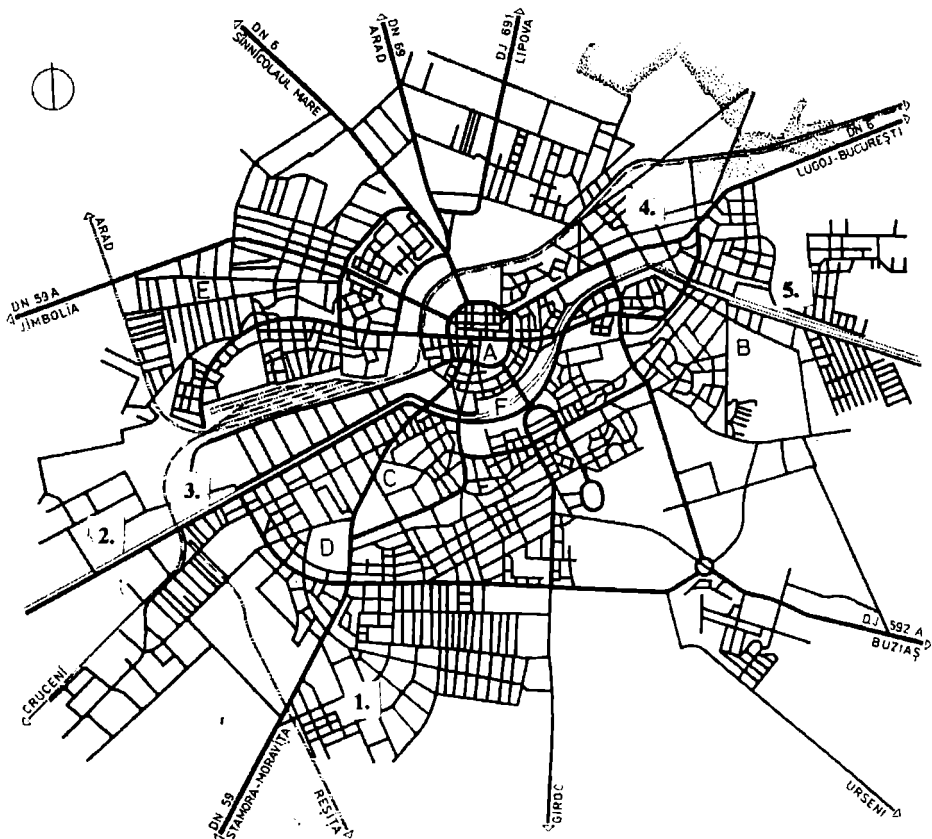 DN 6
SÎNNICOLAUL MARE
DN 69
ARAD
DJ 691
LIPOVA
DN 6
LUGOJ-BUCUREŞTI
4.
ARAD
5.
E
DN 59 A
JIMBOLIA
A
B
F
C
3.
2.
D
DJ 592 A
BUZIAŞ
CRUCENI
1.
DN 59
STAMORA-MORAVIŢA
REŞIŢA
GIROC
URSENI